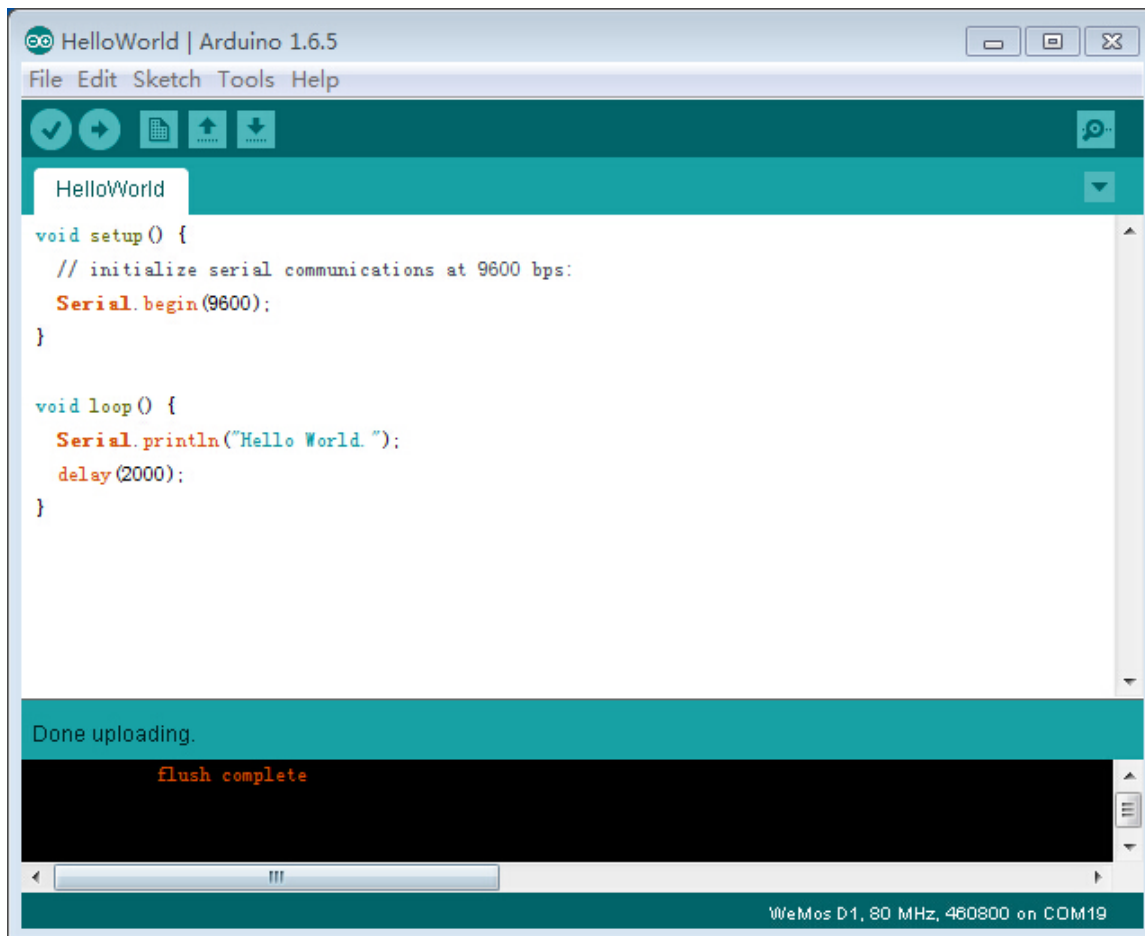 HelloWorld | Arduino 1.6.5
File Edit Sketch Tools Help
HelloWorld
void setup() {
  // initialize serial communications at 9600 bps:
  Serial.begin(9600);
}
void loop() {
  Serial.println("Hello World.");
  delay(2000);
}
Done uploading.
flush complete
WeMos D1, 80 MHz, 460800 on COM19